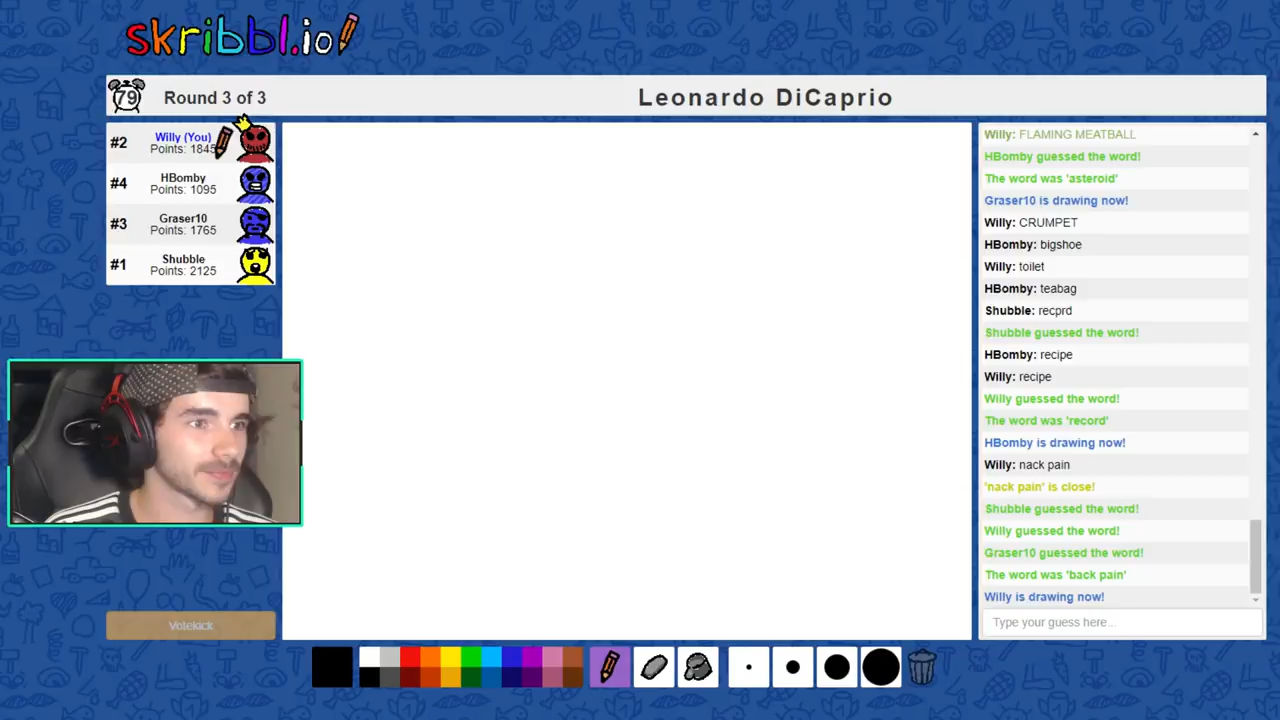 skribbl.io
79
Round 3 of 3
Leonardo DiCaprio
#2
Willy (You)
Points: 1845
#4
HBomby
Points: 1095
#3
Graser10
Points: 1765
#1
Shubble
Points: 2125
Votekick
Willy: FLAMING MEATBALL
HBomby guessed the word!
The word was 'asteroid'
Graser10 is drawing now!
Willy: CRUMPET
HBomby: bigshoe
Willy: toilet
HBomby: teabag
Shubble: recprd
Shubble guessed the word!
HBomby: recipe
Willy: recipe
Willy guessed the word!
The word was 'record'
HBomby is drawing now!
Willy: nack pain
'nack pain' is close!
Shubble guessed the word!
Willy guessed the word!
Graser10 guessed the word!
The word was 'back pain'
Willy is drawing now!
Type your guess here...